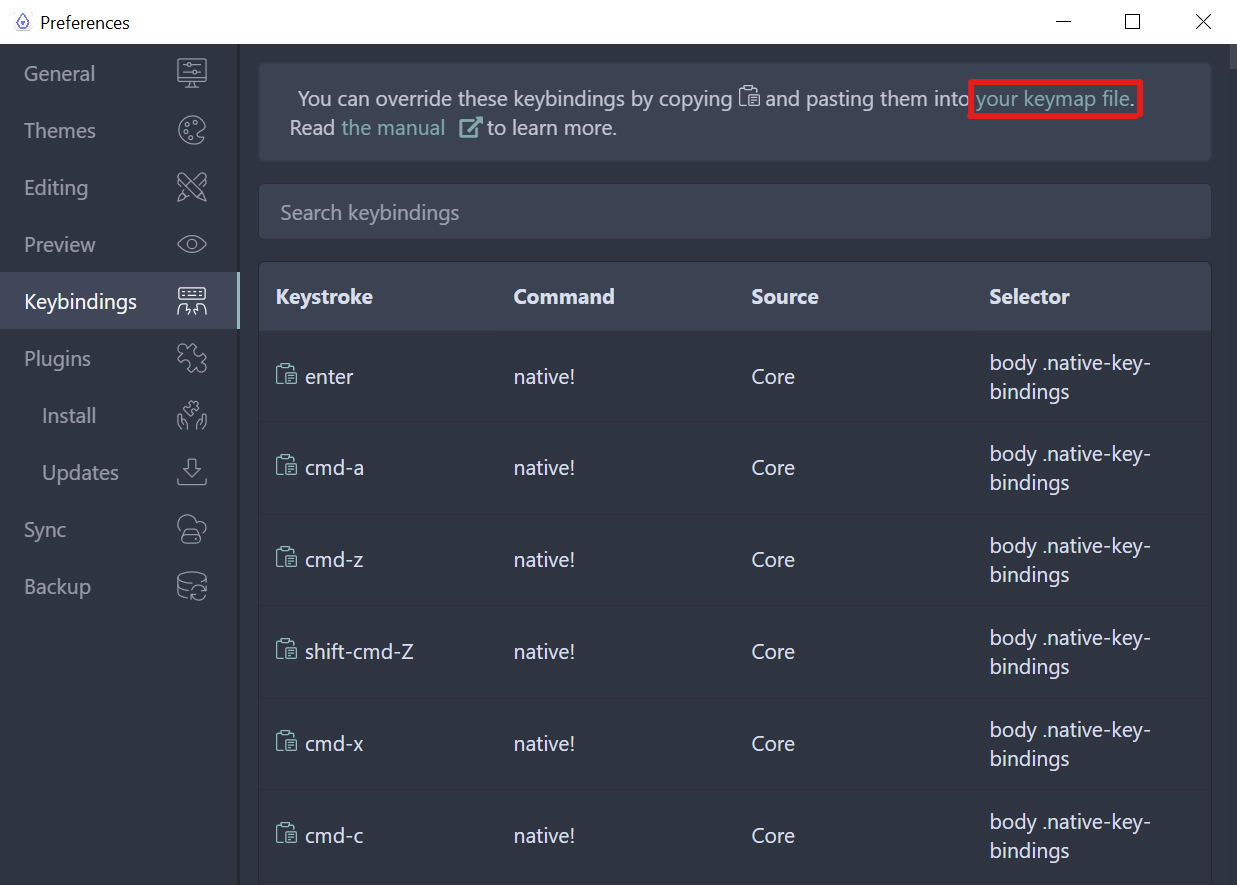 Preferences
General
Themes
Editing
Preview
Keybindings
Plugins
Install
Updates
Sync
Backup
You can override these keybindings by copying and pasting them into your keymap file.
Read the manual to learn more.
Search keybindings
Keystroke Command Source Selector
enter native! Core body .native-key-
bindings
cmd-a native! Core body .native-key-
bindings
cmd-z native! Core body .native-key-
bindings
shift-cmd-Z native! Core body .native-key-
bindings
cmd-x native! Core body .native-key-
bindings
cmd-c native! Core body .native-key-
bindings